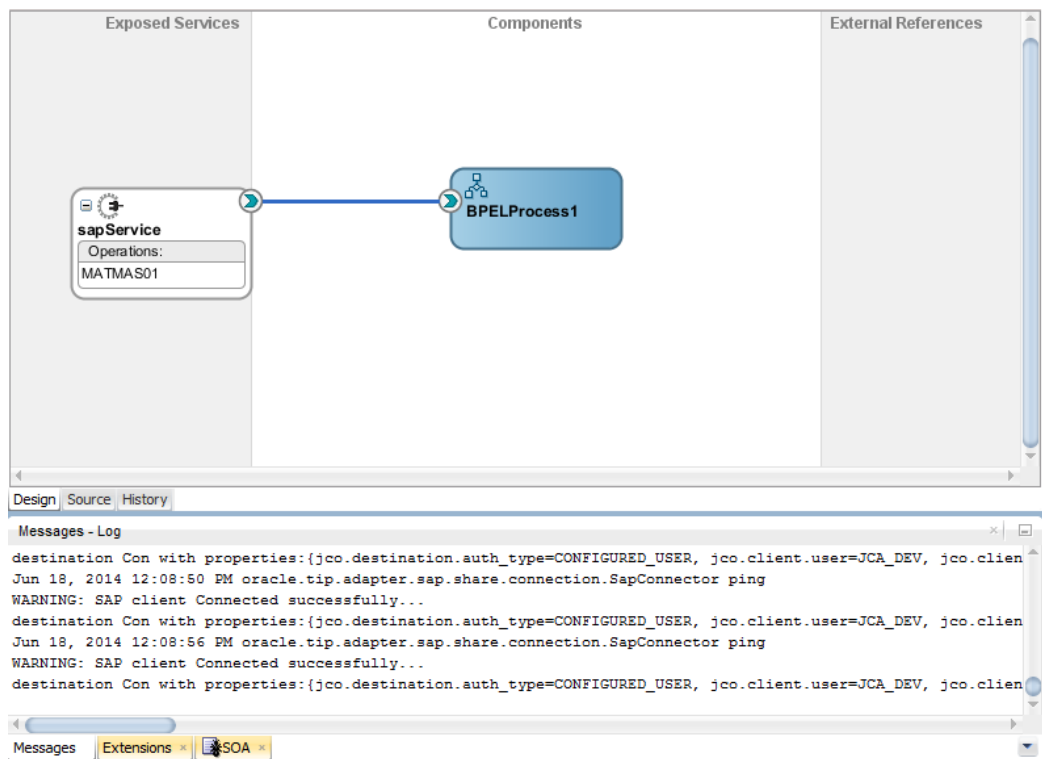 Exposed Services
Components
External References
sapService
Operations:
MATMAS01
BPELProcess1
Design Source History
Messages - Log
destination Con with properties:{jco.destination.auth_type=CONFIGURED_USER, jco.client.user=JCA_DEV, jco.clien
Jun 18, 2014 12:08:50 PM oracle.tip.adapter.sap.share.connection.SapConnector ping
WARNING: SAP client Connected successfully...
destination Con with properties:{jco.destination.auth_type=CONFIGURED_USER, jco.client.user=JCA_DEV, jco.clien
Jun 18, 2014 12:08:56 PM oracle.tip.adapter.sap.share.connection.SapConnector ping
WARNING: SAP client Connected successfully...
destination Con with properties:{jco.destination.auth_type=CONFIGURED_USER, jco.client.user=JCA_DEV, jco.clien
Messages Extensions SOA